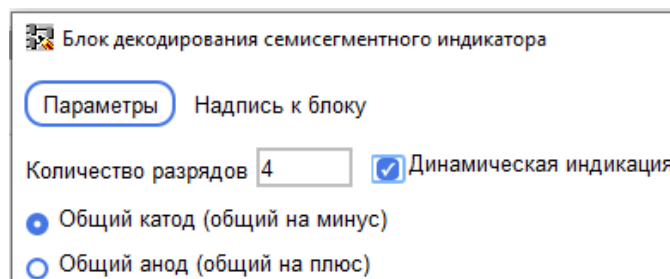 Блок декодирования семисегментного индикатора
Параметры Надпись к блоку
Количество разрядов 4 Динамическая индикация
Общий катод (общий на минус)
Общий анод (общий на плюс)